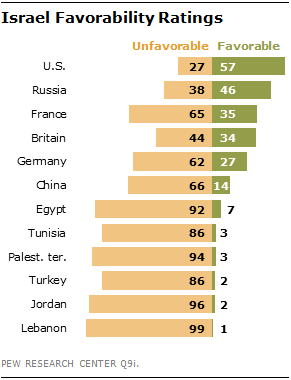 Israel Favorability Ratings
Unfavorable Favorable
U.S. 27 57
Russia 38 46
France 65 35
Britain 44 34
Germany 62 27
China 66 14
Egypt 92 7
Tunisia 86 3
Palest. ter. 94 3
Turkey 86 2
Jordan 96 2
Lebanon 99 1
PEW RESEARCH CENTER Q9i.